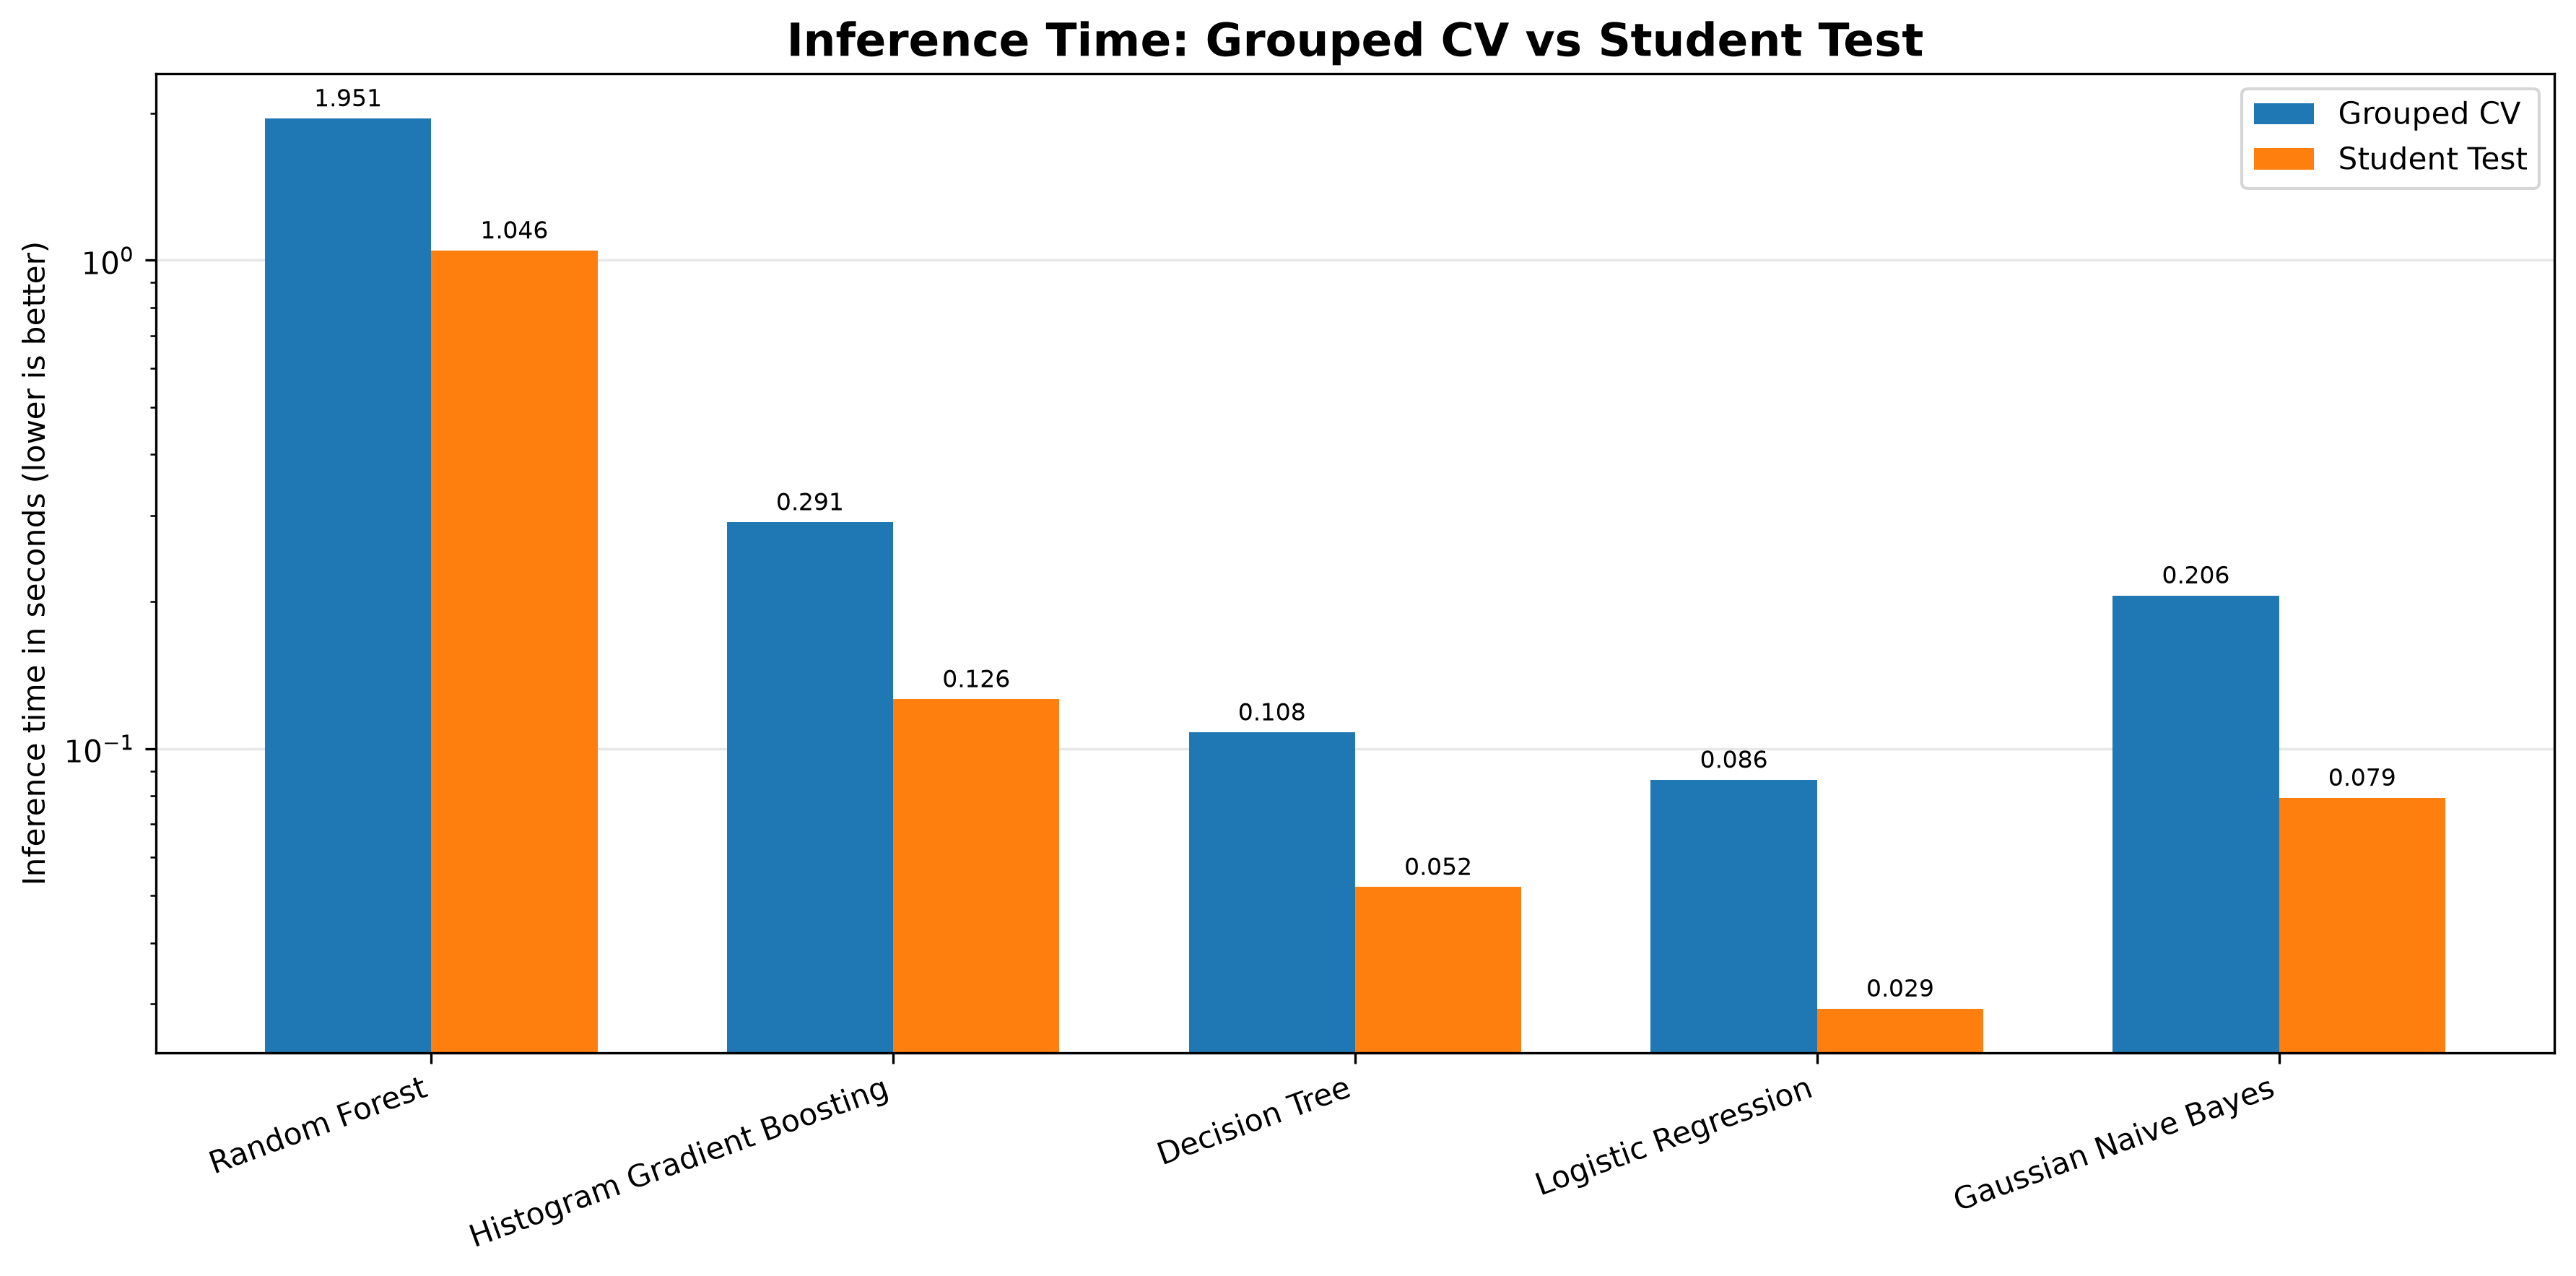 Inference Time: Grouped CV vs Student Test
Grouped CV
Student Test
Inference time in seconds (lower is better)
10⁰
10⁻¹
1.951
1.046
0.291
0.126
0.108
0.052
0.086
0.029
0.206
0.079
Random Forest
Histogram Gradient Boosting
Decision Tree
Logistic Regression
Gaussian Naive Bayes